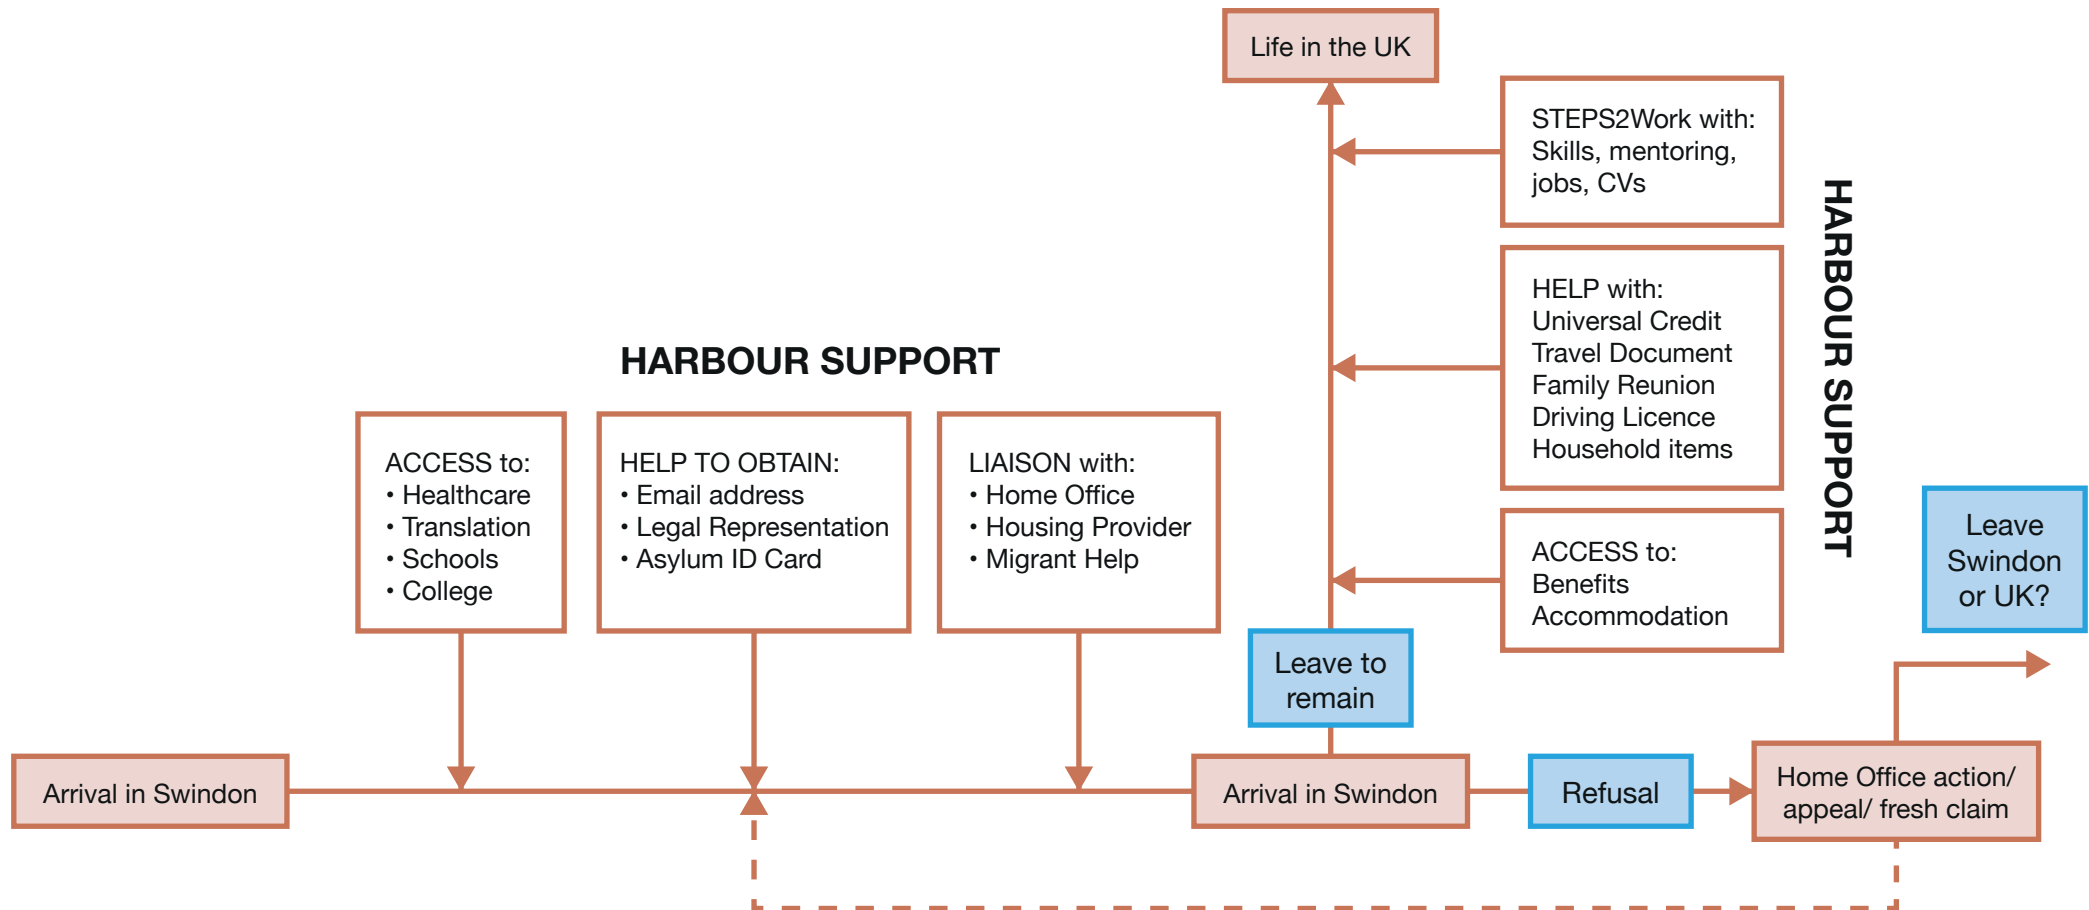 Life in the UK
STEPS2Work with:
Skills, mentoring,
jobs, CVs
HARBOUR SUPPORT
HELP with:
Universal Credit
Travel Document
Family Reunion
Driving Licence
Household items
HARBOUR SUPPORT
ACCESS to:
• Healthcare
• Translation
• Schools
• College
HELP TO OBTAIN:
• Email address
• Legal Representation
• Asylum ID Card
LIAISON with:
• Home Office
• Housing Provider
• Migrant Help
ACCESS to:
Benefits
Accommodation
Leave
Swindon
or UK?
Leave to
remain
Arrival in Swindon
Arrival in Swindon
Refusal
Home Office action/
appeal/ fresh claim